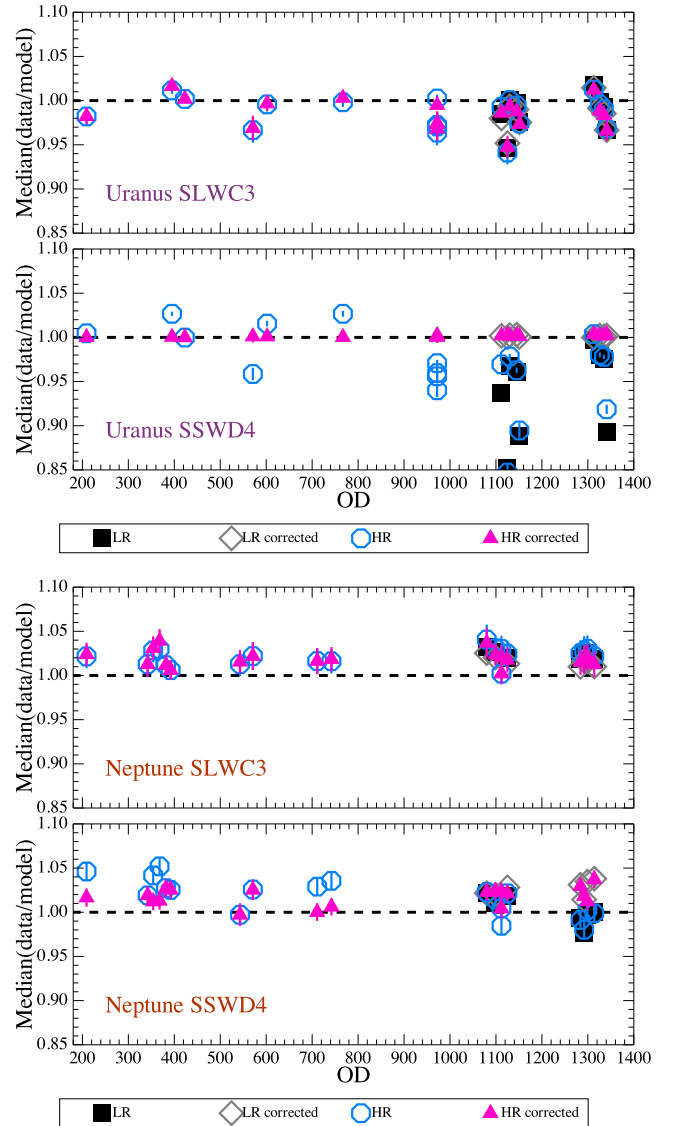 1.10
1.05
1.00
0.95
0.90
0.85
Median(data/model)
Uranus SLWC3
1.10
1.05
1.00
0.95
0.90
0.85
Median(data/model)
Uranus SSWD4
200 300 400 500 600 700 800 900 1000 1100 1200 1300 1400
OD
LR LR corrected HR HR corrected
1.10
1.05
1.00
0.95
0.90
0.85
Median(data/model)
Neptune SLWC3
1.10
1.05
1.00
0.95
0.90
0.85
Median(data/model)
Neptune SSWD4
200 300 400 500 600 700 800 900 1000 1100 1200 1300 1400
OD
LR LR corrected HR HR corrected